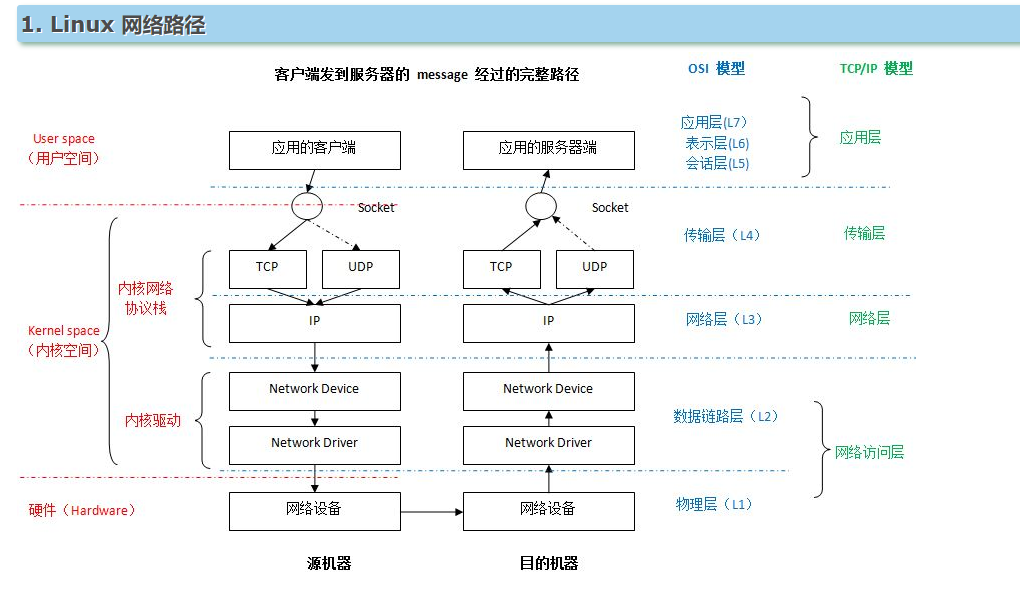 1. Linux 网络路径
客户端发到服务器的 message 经过的完整路径
OSI 模型
TCP/IP 模型
User space
（用户空间）
应用的客户端
应用的服务器端
应用层(L7）
表示层(L6)
会话层(L5)
应用层
Socket
Socket
传输层（L4）
传输层
TCP
UDP
TCP
UDP
内核网络
协议栈
IP
IP
网络层（L3）
网络层
Kernel space
（内核空间）
Network Device
Network Device
内核驱动
数据链路层（L2）
Network Driver
Network Driver
网络访问层
硬件（Hardware）
网络设备
网络设备
物理层（L1）
源机器
目的机器